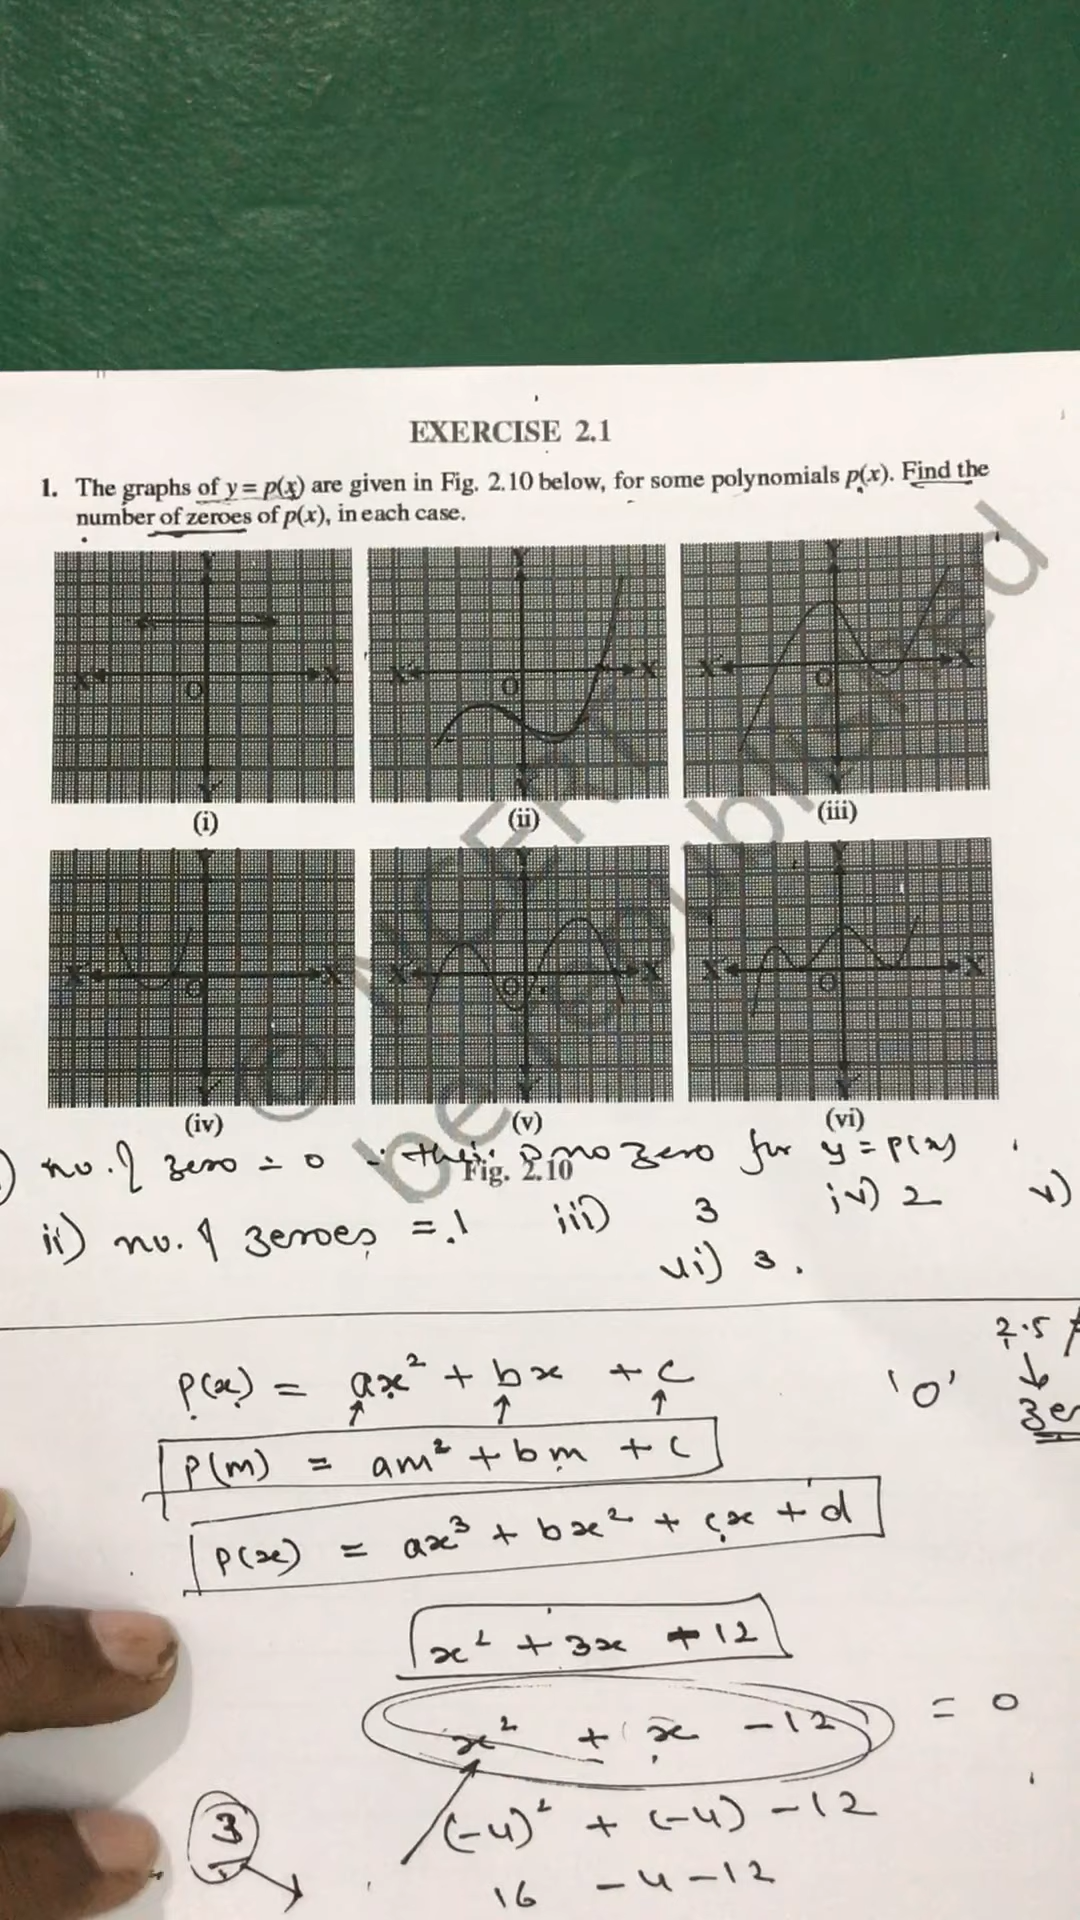 EXERCISE 2.1
1. The graphs of y = p(x) are given in Fig. 2.10 below, for some polynomials p(x). Find the
number of zeroes of p(x), in each case.
Y Y Y
X' X X' X X' X
O O O
Y' Y' Y'
(i) (ii) (iii)
X' X X' X X' X
O O O
(iv) (v) (vi)
© NCERT
be republished
no. of zero = 0 ∵ no zero for y = p(x)
Fig. 2.10
ii) no. of zeroes = 1 iii) 3 iv) 2 v)
vi) 3.
2.5
P(x) = ax² + bx + c '0'
P(m) = am² + bm + c
P(x) = ax³ + bx² + cx + d
x² + 3x + 12
x² + x - 12 = 0
(-4)² + (-4) - 12
3
16 - 4 - 12